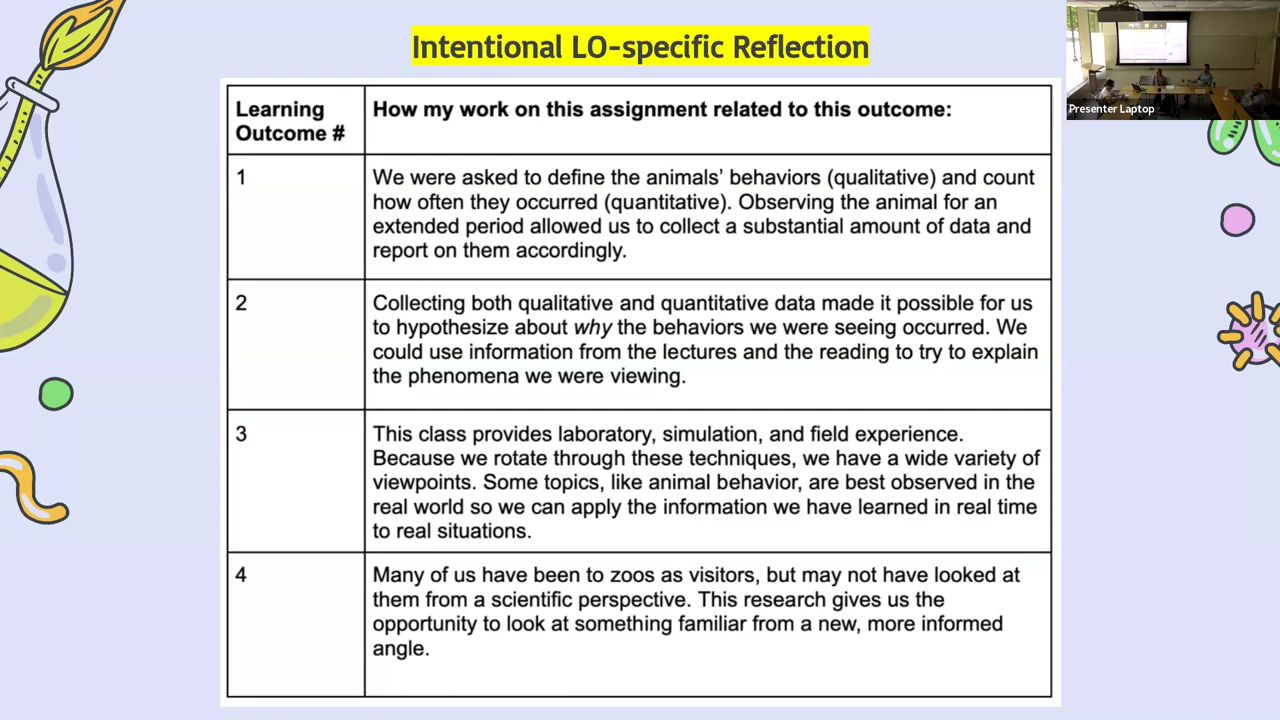 Intentional LO-specific Reflection
Presenter Laptop
Learning
Outcome #
How my work on this assignment related to this outcome:
1
We were asked to define the animals’ behaviors (qualitative) and count
how often they occurred (quantitative). Observing the animal for an
extended period allowed us to collect a substantial amount of data and
report on them accordingly.
2
Collecting both qualitative and quantitative data made it possible for us
to hypothesize about why the behaviors we were seeing occurred. We
could use information from the lectures and the reading to try to explain
the phenomena we were viewing.
3
This class provides laboratory, simulation, and field experience.
Because we rotate through these techniques, we have a wide variety of
viewpoints. Some topics, like animal behavior, are best observed in the
real world so we can apply the information we have learned in real time
to real situations.
4
Many of us have been to zoos as visitors, but may not have looked at
them from a scientific perspective. This research gives us the
opportunity to look at something familiar from a new, more informed
angle.